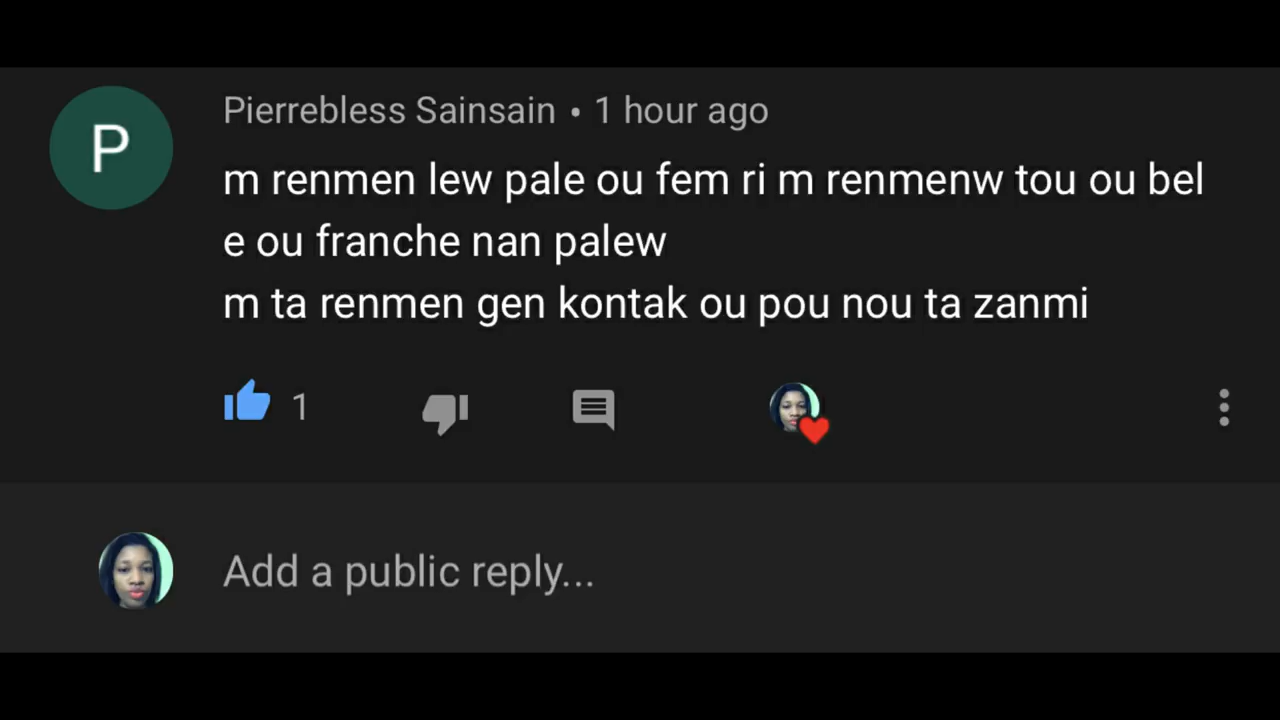 P
Pierrebless Sainsain • 1 hour ago
m renmen lew pale ou fem ri m renmenw tou ou bel
e ou franche nan palew
m ta renmen gen kontak ou pou nou ta zanmi
1
Add a public reply...